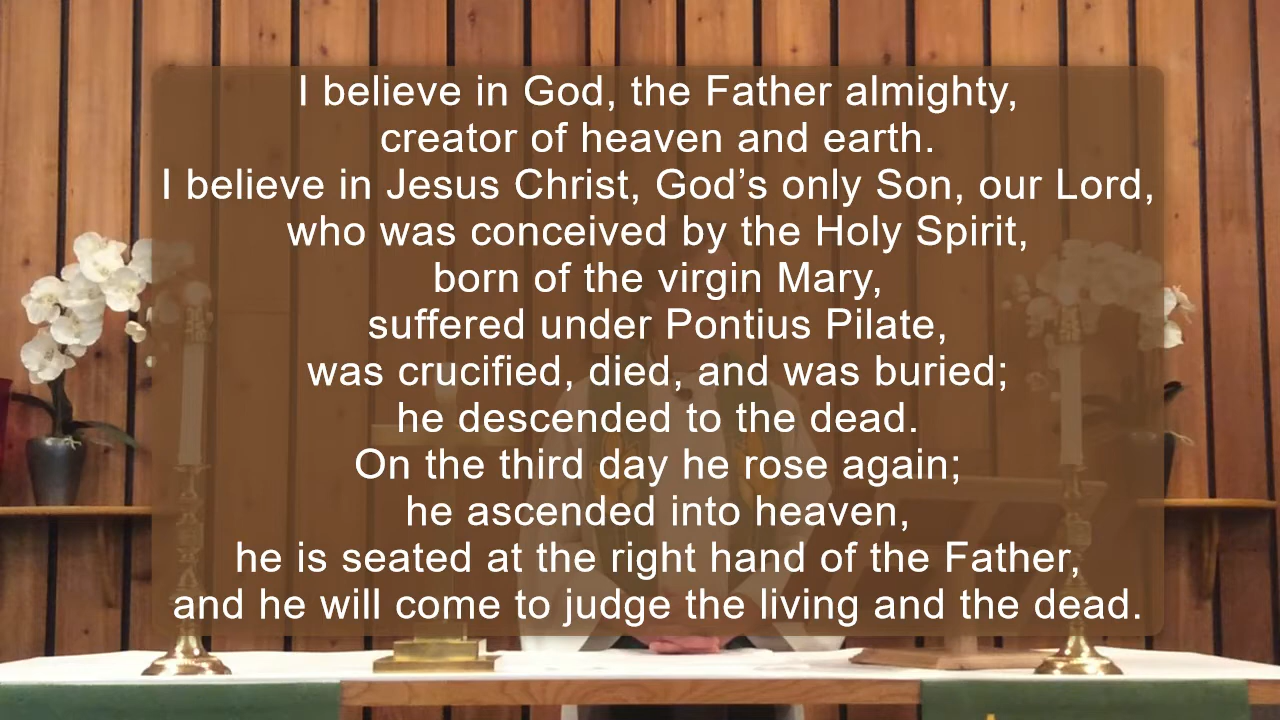 I believe in God, the Father almighty,
creator of heaven and earth.
I believe in Jesus Christ, God’s only Son, our Lord,
who was conceived by the Holy Spirit,
born of the virgin Mary,
suffered under Pontius Pilate,
was crucified, died, and was buried;
he descended to the dead.
On the third day he rose again;
he ascended into heaven,
he is seated at the right hand of the Father,
and he will come to judge the living and the dead.